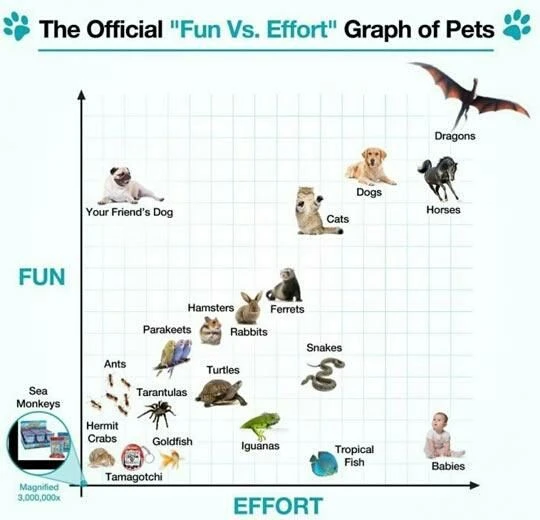 The Official "Fun Vs. Effort" Graph of Pets
Dragons
Dogs
Horses
Your Friend's Dog
Cats
FUN
Hamsters
Ferrets
Parakeets
Rabbits
Snakes
Ants
Turtles
Sea
Monkeys
Tarantulas
Hermit
Crabs
Goldfish
Iguanas
Tropical
Fish
Babies
Tamagotchi
Magnified
3,000,000x
EFFORT